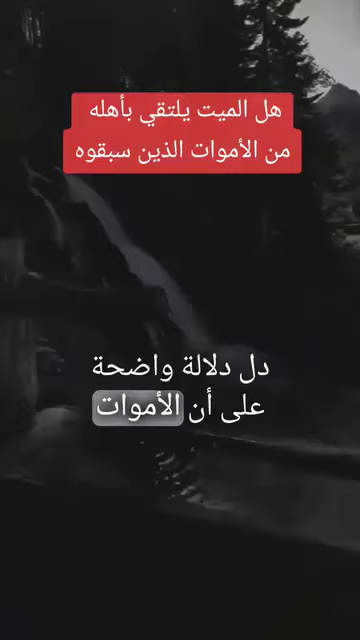 هل الميت يلتقي بأهله
من الأموات الذين سبقوه
دل دلالة واضحة
على أن الأموات